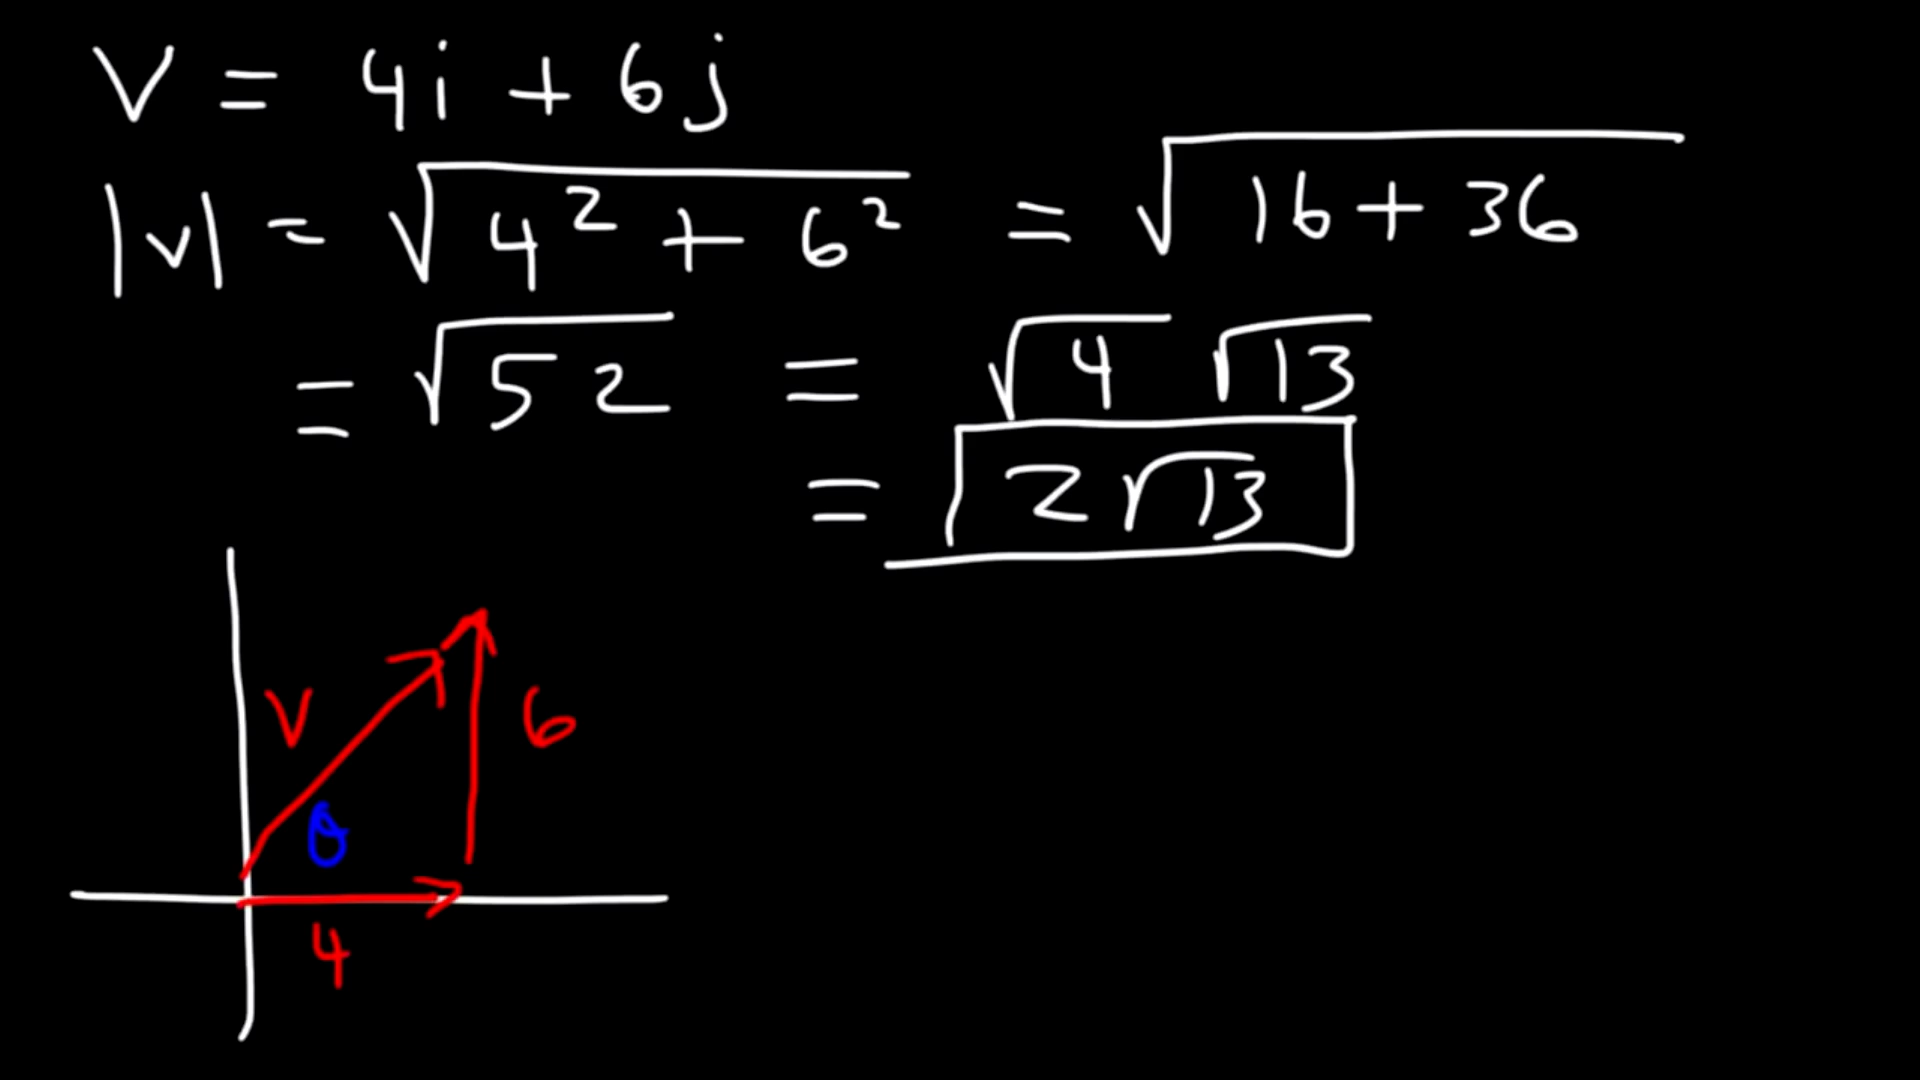 V = 4i + 6j
|v| = √(4² + 6²) = √(16 + 36)
= √52 = √4 √13
= 2√13
V
6
θ
4